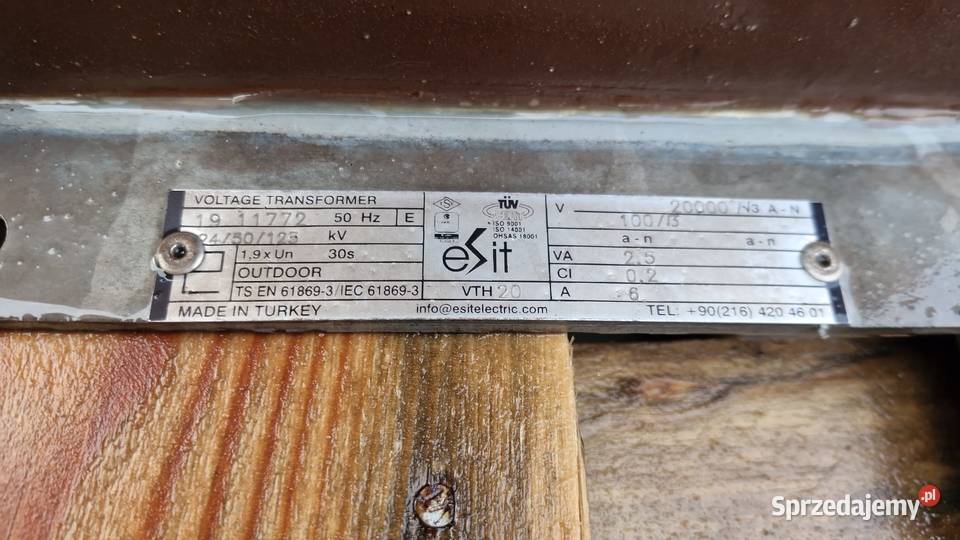 VOLTAGE TRANSFORMER
19 11772 50 Hz E
24/50/125 kV
1,9 x Un 30s
OUTDOOR
TS EN 61869-3/IEC 61869-3
MADE IN TURKEY
S
TÜV
ISO 9001
ISO 14001
OHSAS 18001
esit
VTH 20
info@esitelectric.com
V 20000/√3 A-N
100/√3
a-n a-n
VA 2.5
Cl 0.2
A 6
TEL: +90(216) 420 46 01
Sprzedajemy.pl